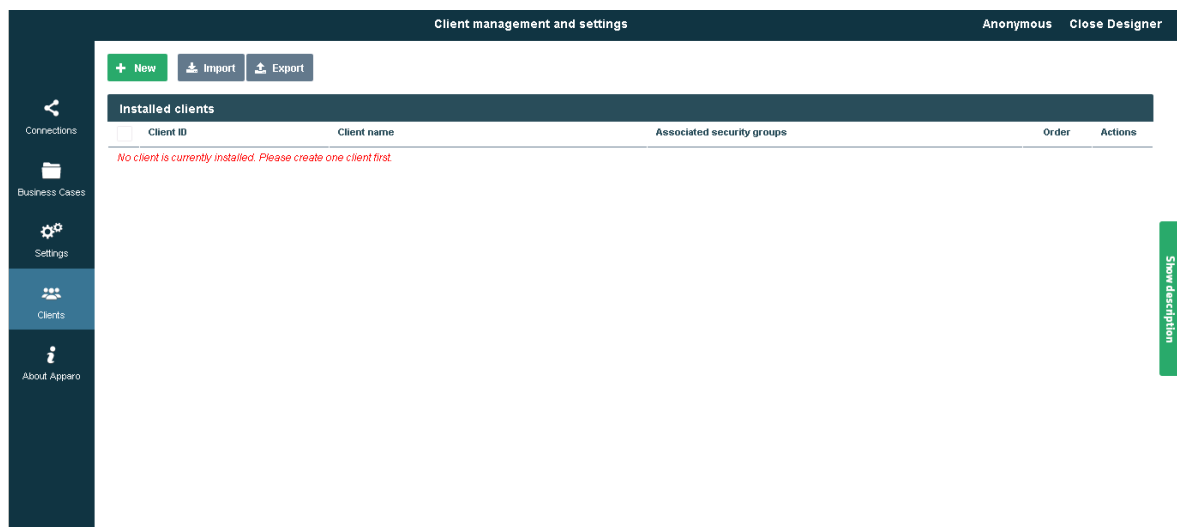 Client management and settings
Anonymous Close Designer
New Import Export
Installed clients
Client ID Client name Associated security groups Order Actions
No client is currently installed. Please create one client first.
Connections
Business Cases
Settings
Clients
About Apparo
Show description